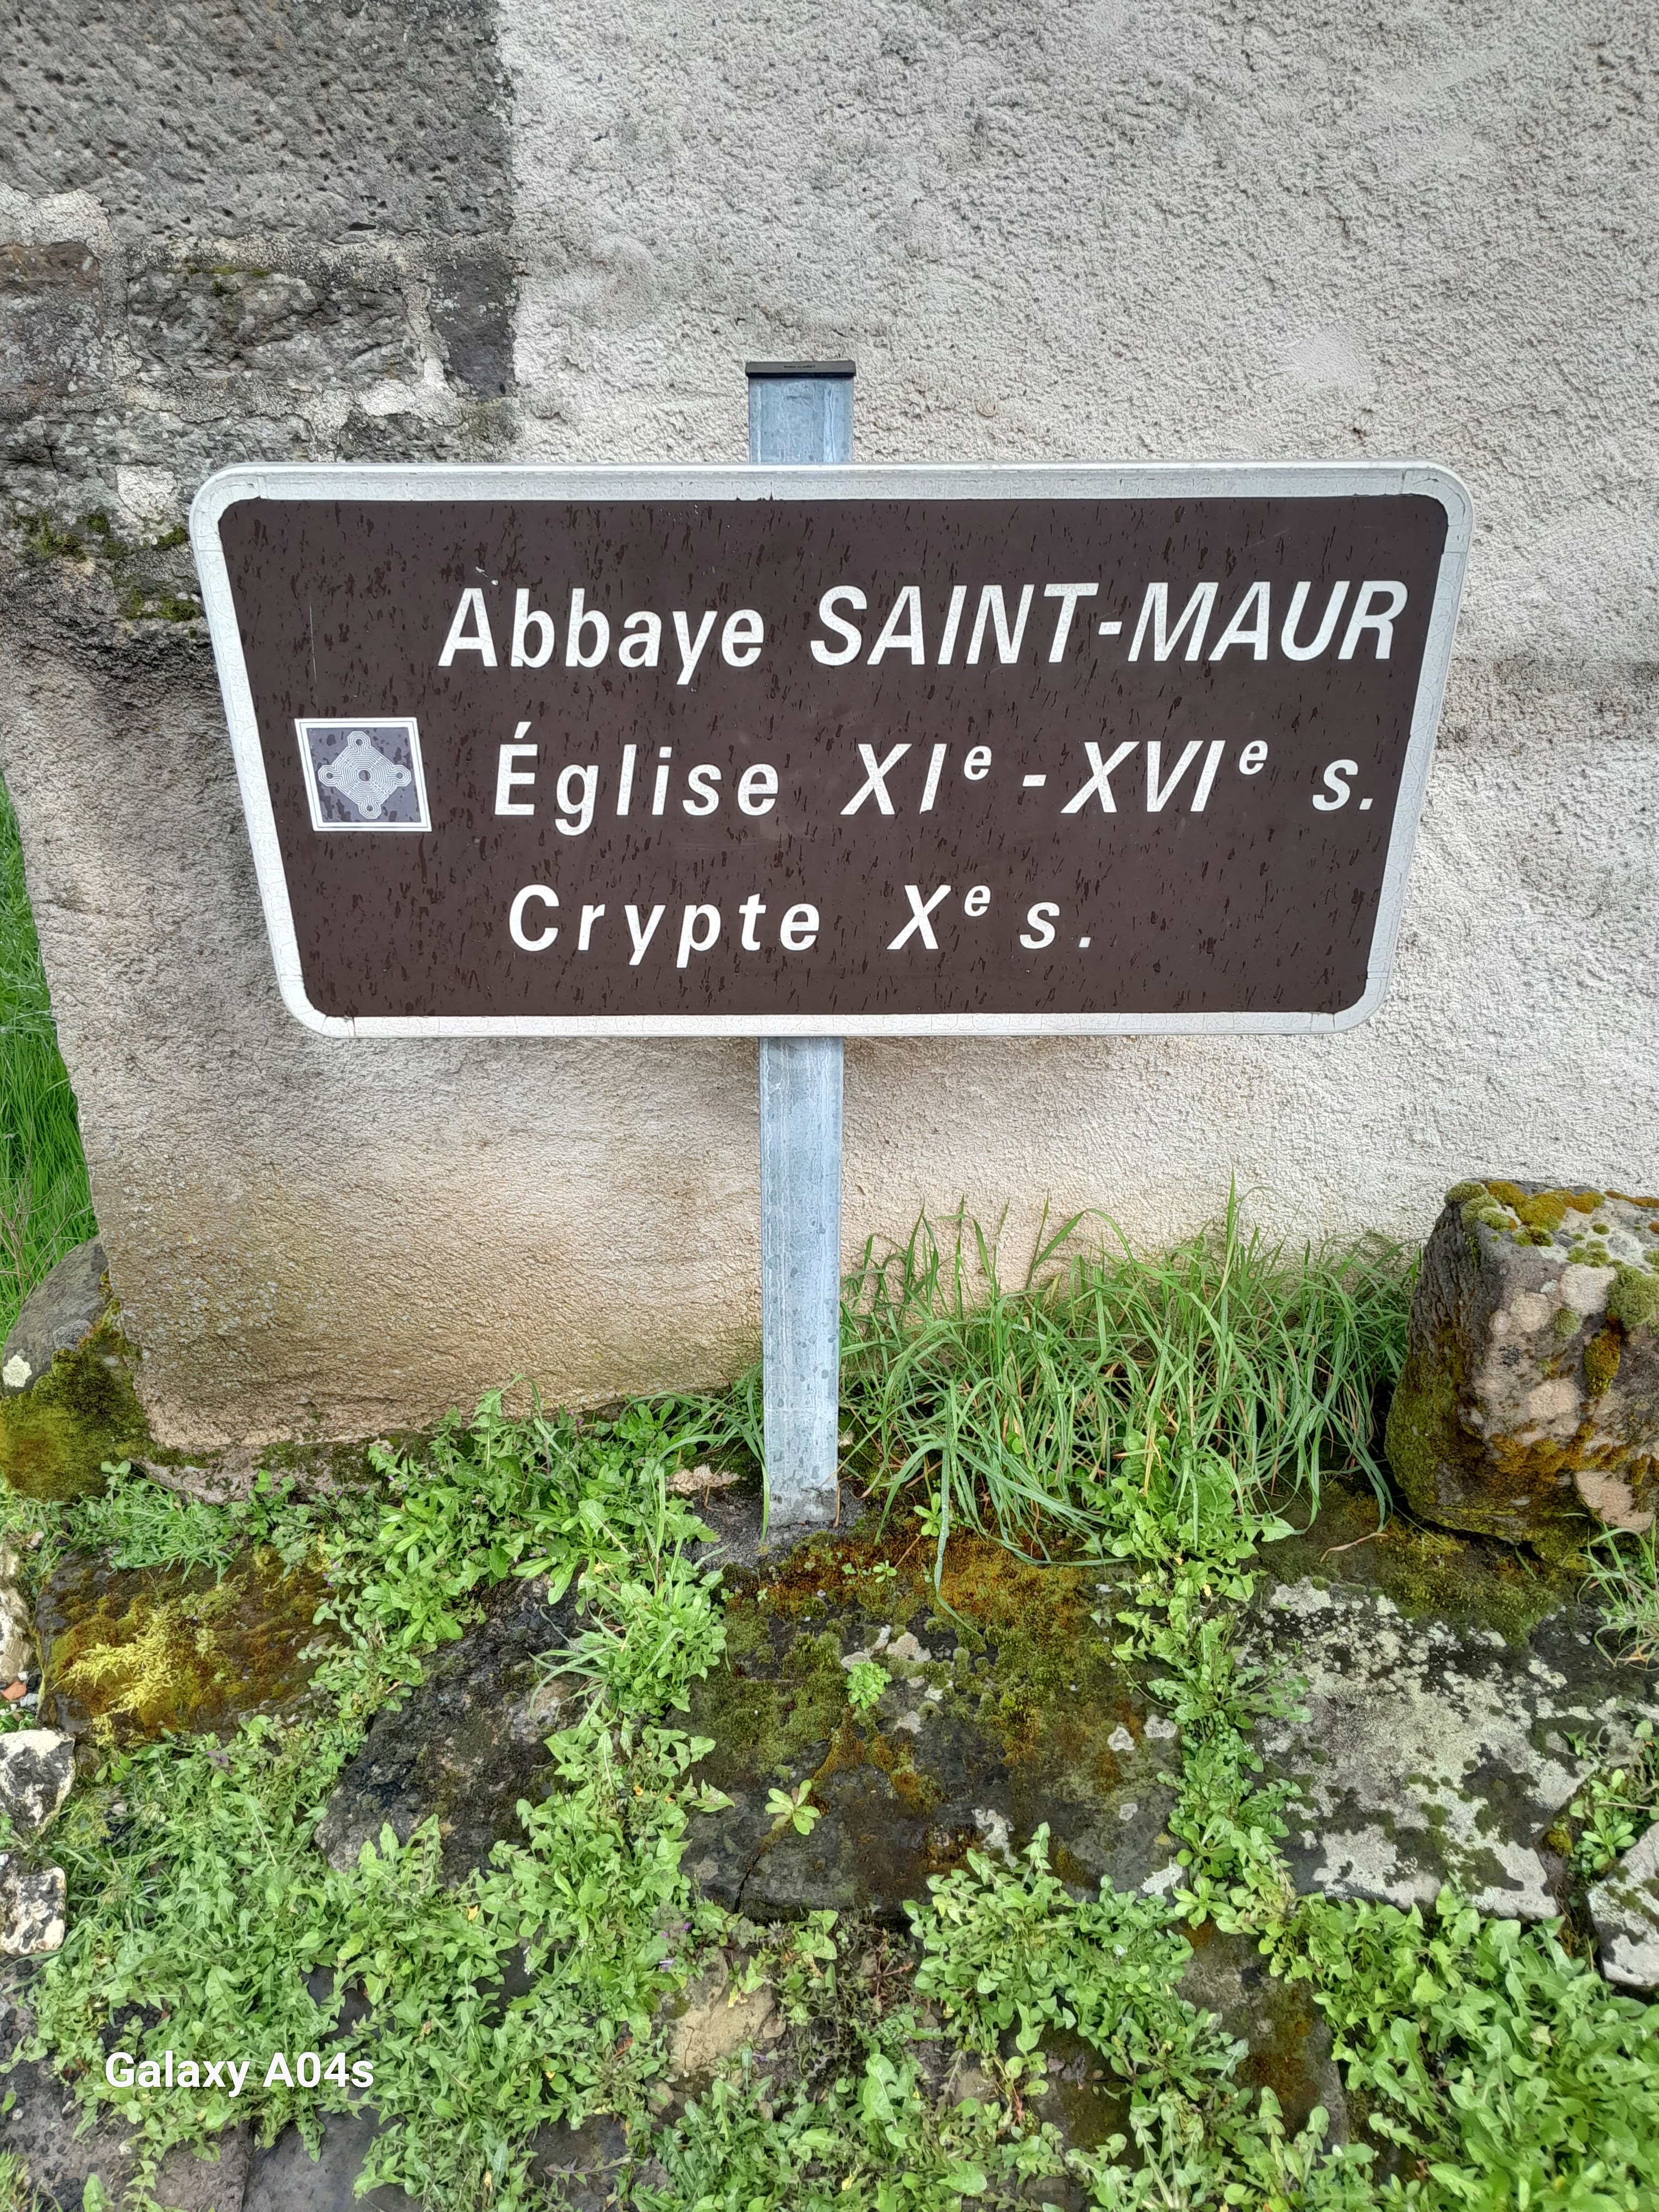 Abbaye SAINT-MAUR
Église XIe - XVIe s.
Crypte Xe s.
Galaxy A04s